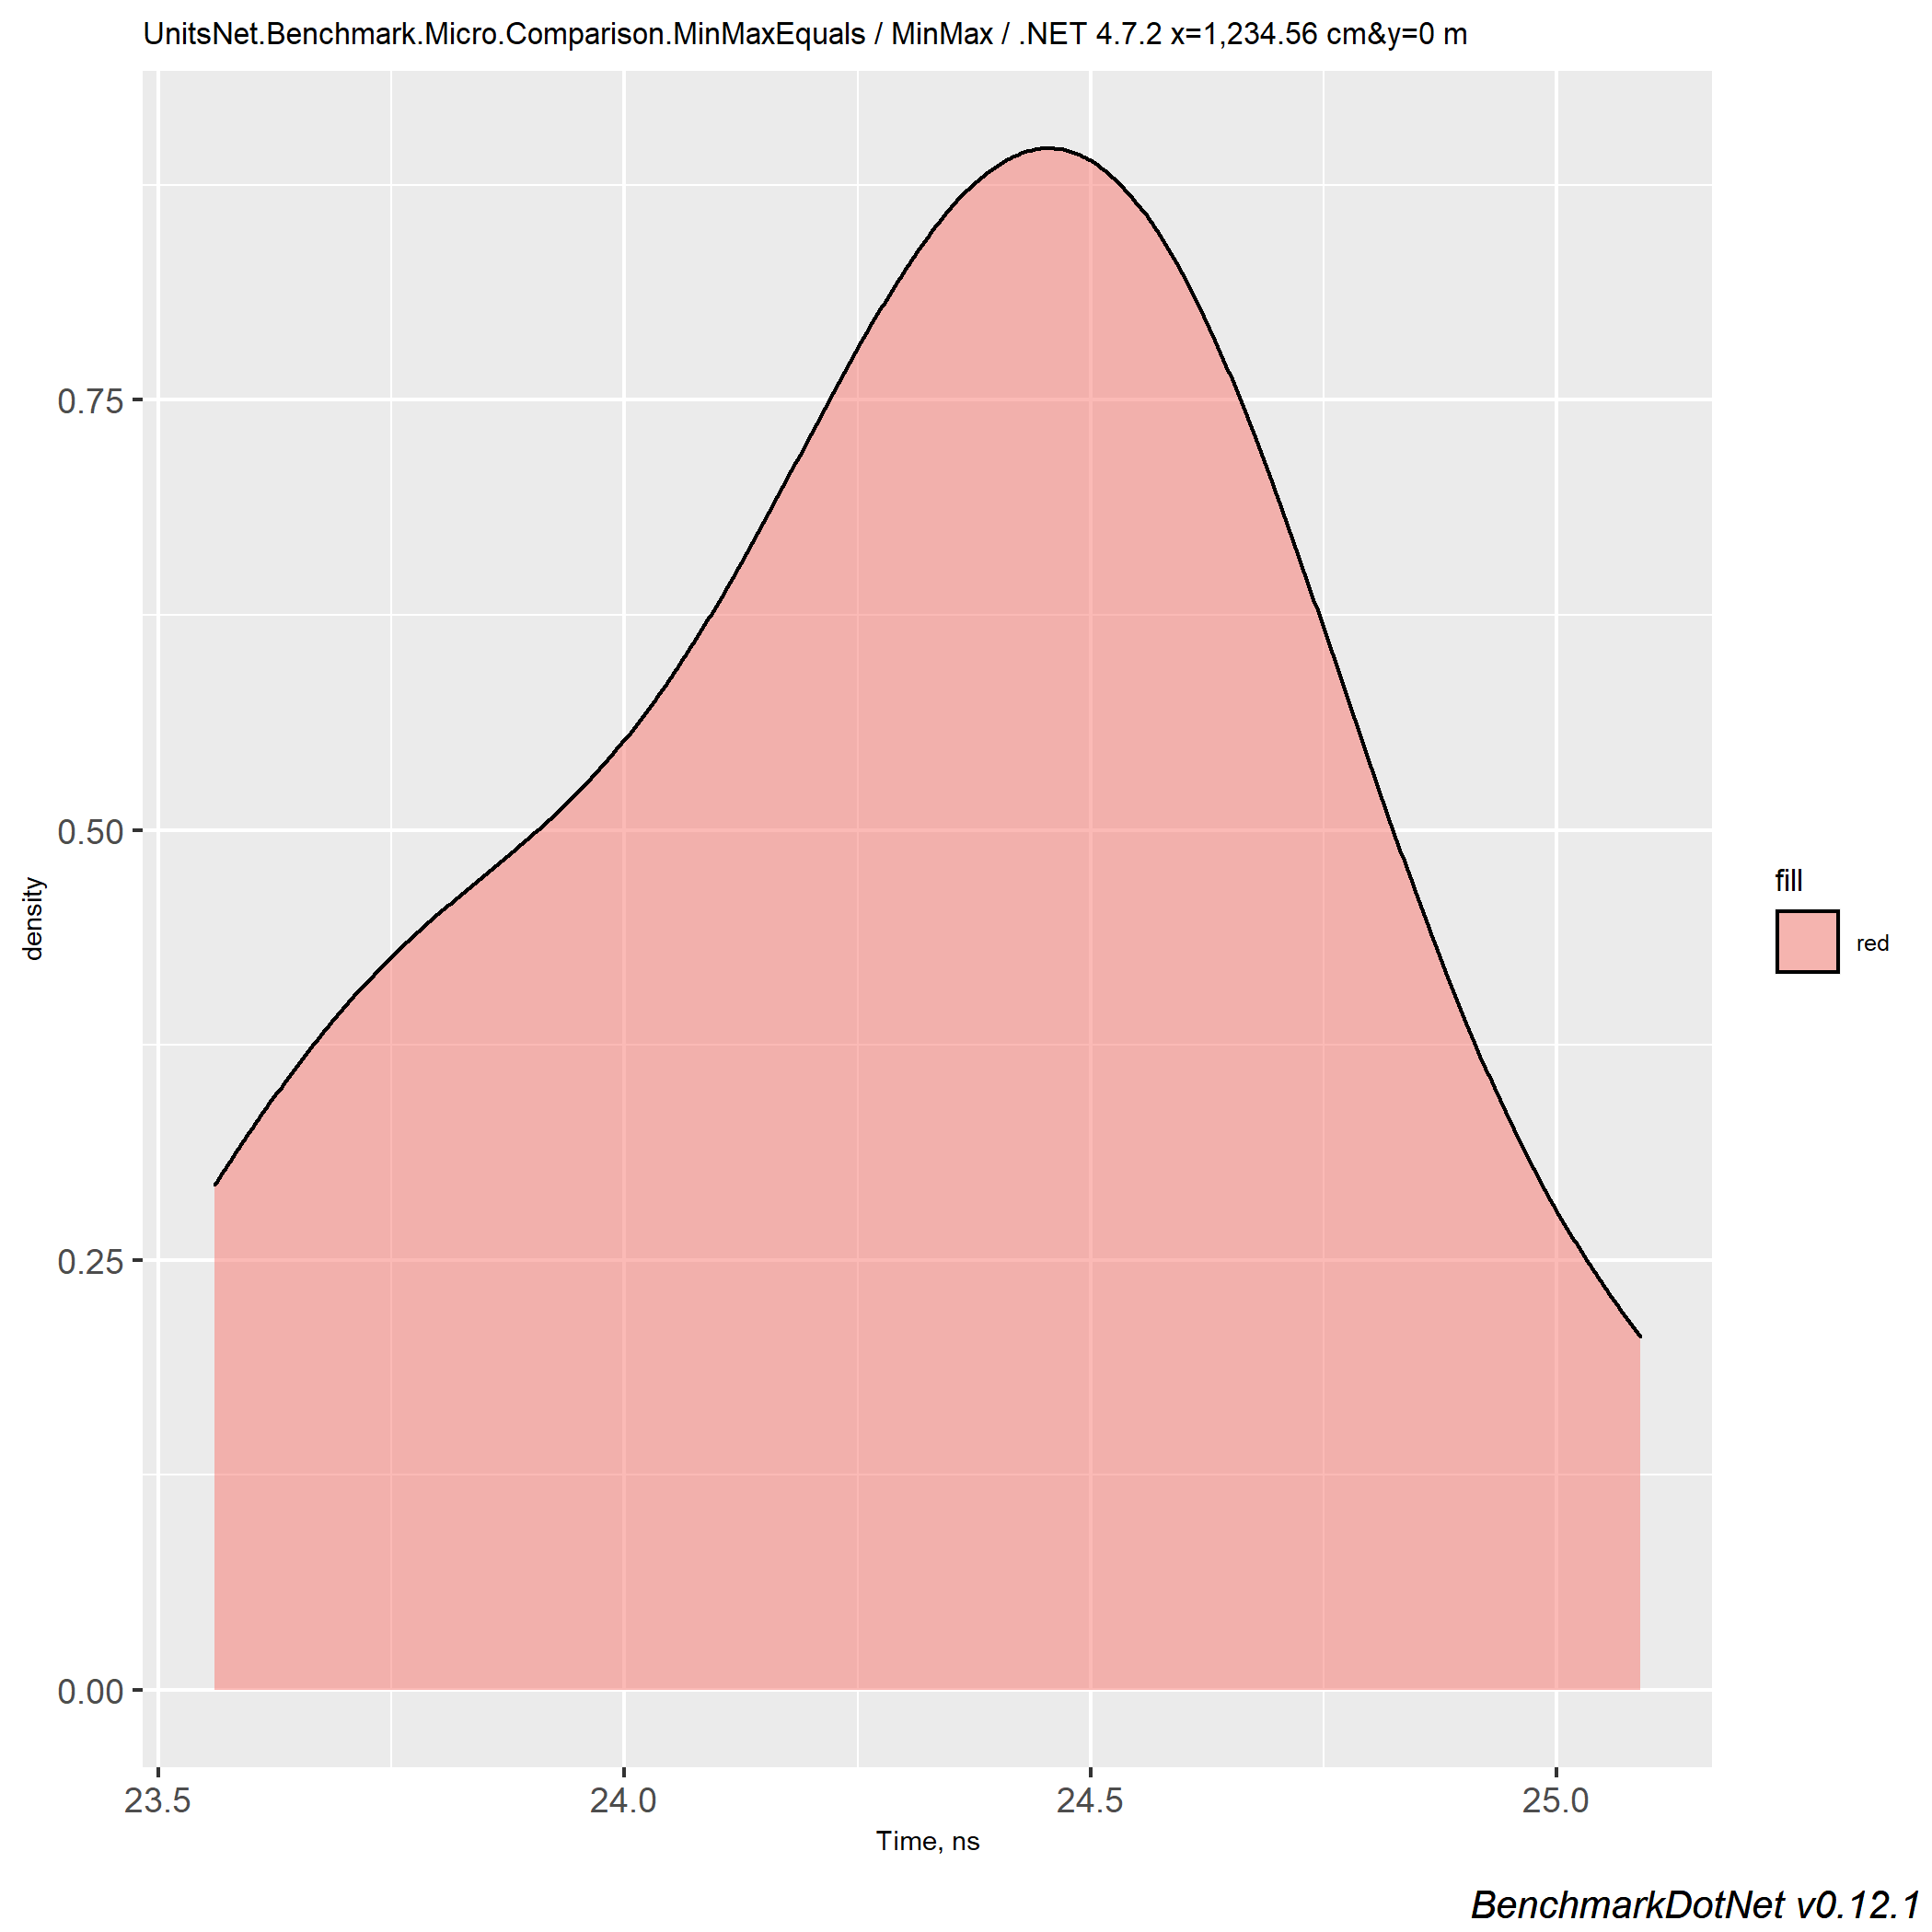 UnitsNet.Benchmark.Micro.Comparison.MinMaxEquals / MinMax / .NET 4.7.2 x=1,234.56 cm&y=0 m
0.75
0.50
0.25
0.00
density
23.5 24.0 24.5 25.0
Time, ns
fill
red
BenchmarkDotNet v0.12.1